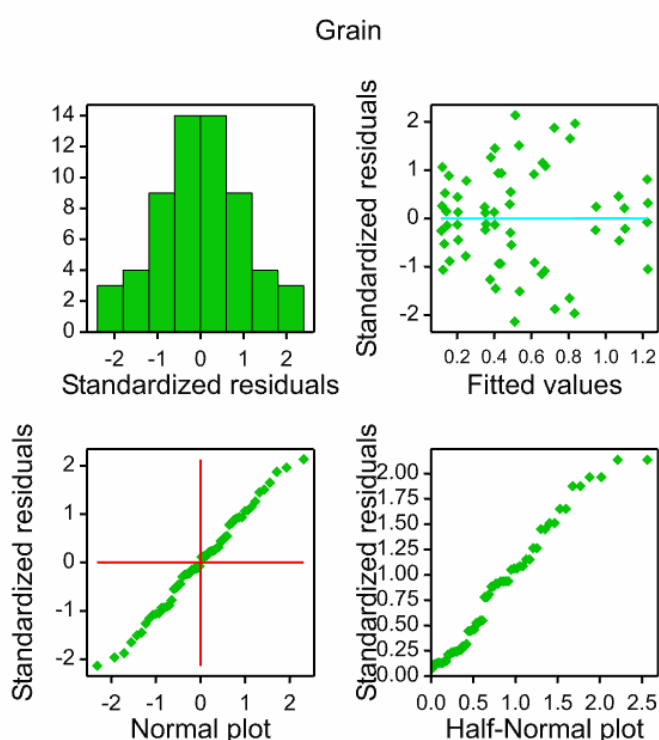 Grain
14
12
10
8
6
4
2
0
-2 -1 0 1 2
Standardized residuals
Standardized residuals
2
1
0
-1
-2
0.2 0.4 0.6 0.8 1.0 1.2
Fitted values
Standardized residuals
2
1
0
-1
-2
-2 -1 0 1 2
Normal plot
Standardized residuals
2.00
1.75
1.50
1.25
1.00
0.75
0.50
0.25
0.00
0.0 0.5 1.0 1.5 2.0 2.5
Half-Normal plot